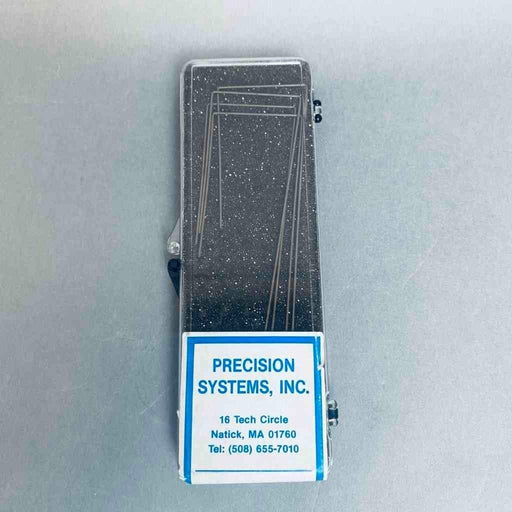 PRECISION
SYSTEMS, INC.
16 Tech Circle
Natick, MA 01760
Tel: (508) 655-7010